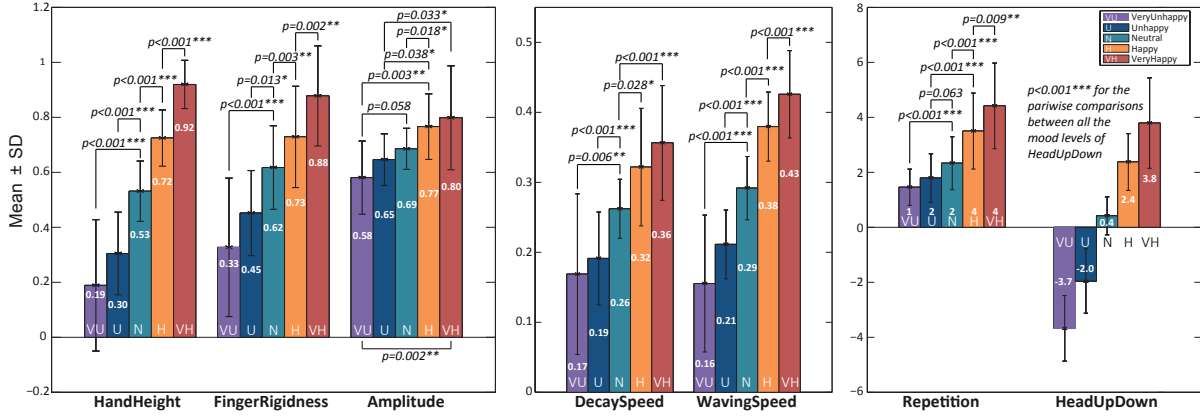 Mean ± SD
1.2
1
0.8
0.6
0.4
0.2
0
−0.2
p<0.001***
p<0.001***
p<0.001***
p<0.001***
0.19
0.30
0.53
0.72
0.92
VU U N H VH
HandHeight
p=0.002**
p=0.003**
p=0.013*
p<0.001***
0.33
0.45
0.62
0.73
0.88
VU U N H VH
FingerRigidness
p=0.033*
p=0.018*
p=0.038*
p=0.003**
p=0.058
0.58
0.65
0.69
0.77
0.80
VU U N H VH
p=0.002**
Amplitude
0.5
0.4
0.3
0.2
0.1
0
p<0.001***
p=0.028*
p<0.001***
p=0.006**
0.17
0.19
0.26
0.32
0.36
VU U N H VH
DecaySpeed
p<0.001***
p<0.001***
p<0.001***
p<0.001***
0.16
0.21
0.29
0.38
0.43
VU U N H VH
WavingSpeed
8
6
4
2
0
−2
−4
−6
p=0.009**
p<0.001***
p<0.001***
p=0.063
p<0.001***
1
2
2
4
4
VU U N H VH
Repetition
VU VeryUnhappy
U Unhappy
N Neutral
H Happy
VH VeryHappy
p<0.001*** for the
pariwise comparisons
between all the
mood levels of
HeadUpDown
-3.7
-2.0
0.4
2.4
3.8
VU U N H VH
HeadUpDown